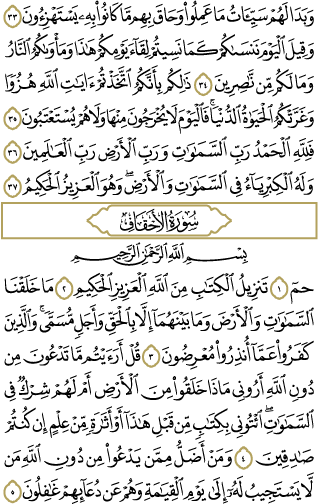 وَبَدَا لَهُمْ سَيِّـَٔاتُ مَا عَمِلُوا۟ وَحَاقَ بِهِم مَّا كَانُوا۟ بِهِۦ يَسْتَهْزِءُونَ ٣٣
وَقِيلَ ٱلْيَوْمَ نَنسَىٰكُمْ كَمَا نَسِيتُمْ لِقَآءَ يَوْمِكُمْ هَـٰذَا وَمَأْوَىٰكُمُ ٱلنَّارُ
وَمَا لَكُم مِّن نَّـٰصِرِينَ ٣٤ ذَٰلِكُم بِأَنَّكُمُ ٱتَّخَذْتُمْ ءَايَـٰتِ ٱللَّهِ هُزُوًا
وَغَرَّتْكُمُ ٱلْحَيَوٰةُ ٱلدُّنْيَا ۚ فَٱلْيَوْمَ لَا يُخْرَجُونَ مِنْهَا وَلَا هُمْ يُسْتَعْتَبُونَ ٣٥
فَلِلَّهِ ٱلْحَمْدُ رَبِّ ٱلسَّمَـٰوَٰتِ وَرَبِّ ٱلْأَرْضِ رَبِّ ٱلْعَـٰلَمِينَ ٣٦
وَلَهُ ٱلْكِبْرِيَآءُ فِى ٱلسَّمَـٰوَٰتِ وَٱلْأَرْضِ ۖ وَهُوَ ٱلْعَزِيزُ ٱلْحَكِيمُ ٣٧
سُورَةُ الأَحْقَافِ
بِسْمِ ٱللَّهِ ٱلرَّحْمَـٰنِ ٱلرَّحِيمِ
حمٓ ١ تَنزِيلُ ٱلْكِتَـٰبِ مِنَ ٱللَّهِ ٱلْعَزِيزِ ٱلْحَكِيمِ ٢ مَا خَلَقْنَا
ٱلسَّمَـٰوَٰتِ وَٱلْأَرْضَ وَمَا بَيْنَهُمَآ إِلَّا بِٱلْحَقِّ وَأَجَلٍ مُّسَمًّى ۚ وَٱلَّذِينَ
كَفَرُوا۟ عَمَّآ أُنذِرُوا۟ مُعْرِضُونَ ٣ قُلْ أَرَءَيْتُم مَّا تَدْعُونَ مِن
دُونِ ٱللَّهِ أَرُونِى مَاذَا خَلَقُوا۟ مِنَ ٱلْأَرْضِ أَمْ لَهُمْ شِرْكٌ فِى
ٱلسَّمَـٰوَٰتِ ۖ ٱئْتُونِى بِكِتَـٰبٍ مِّن قَبْلِ هَـٰذَآ أَوْ أَثَـٰرَةٍ مِّنْ عِلْمٍ إِن كُنتُمْ
صَـٰدِقِينَ ٤ وَمَنْ أَضَلُّ مِمَّن يَدْعُوا۟ مِن دُونِ ٱللَّهِ مَن
لَّا يَسْتَجِيبُ لَهُۥٓ إِلَىٰ يَوْمِ ٱلْقِيَـٰمَةِ وَهُمْ عَن دُعَآئِهِمْ غَـٰفِلُونَ ٥